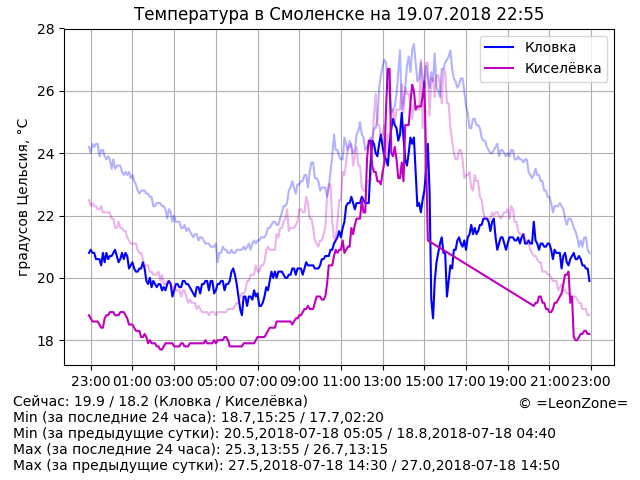 Температура в Смоленске на 19.07.2018 22:55
градусов Цельсия, °C
28
26
24
22
20
18
Кловка
Киселёвка
23:00 01:00 03:00 05:00 07:00 09:00 11:00 13:00 15:00 17:00 19:00 21:00 23:00
Сейчас: 19.9 / 18.2 (Кловка / Киселёвка)
© =LeonZone=
Min (за последние 24 часа): 18.7,15:25 / 17.7,02:20
Min (за предыдущие сутки): 20.5,2018-07-18 05:05 / 18.8,2018-07-18 04:40
Max (за последние 24 часа): 25.3,13:55 / 26.7,13:15
Max (за предыдущие сутки): 27.5,2018-07-18 14:30 / 27.0,2018-07-18 14:50